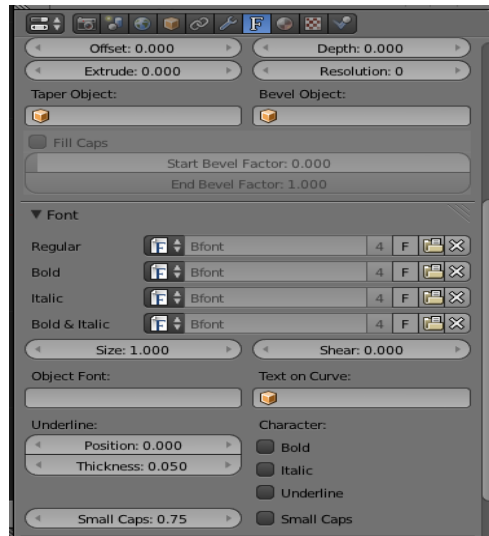 Offset: 0.000 Depth: 0.000
Extrude: 0.000 Resolution: 0
Taper Object: Bevel Object:
Fill Caps
Start Bevel Factor: 0.000
End Bevel Factor: 1.000
Font
Regular F Bfont 4 F
Bold F Bfont 4 F
Italic F Bfont 4 F
Bold & Italic F Bfont 4 F
Size: 1.000 Shear: 0.000
Object Font: Text on Curve:
Underline: Character:
Position: 0.000 Bold
Thickness: 0.050 Italic
Underline
Small Caps: 0.75 Small Caps